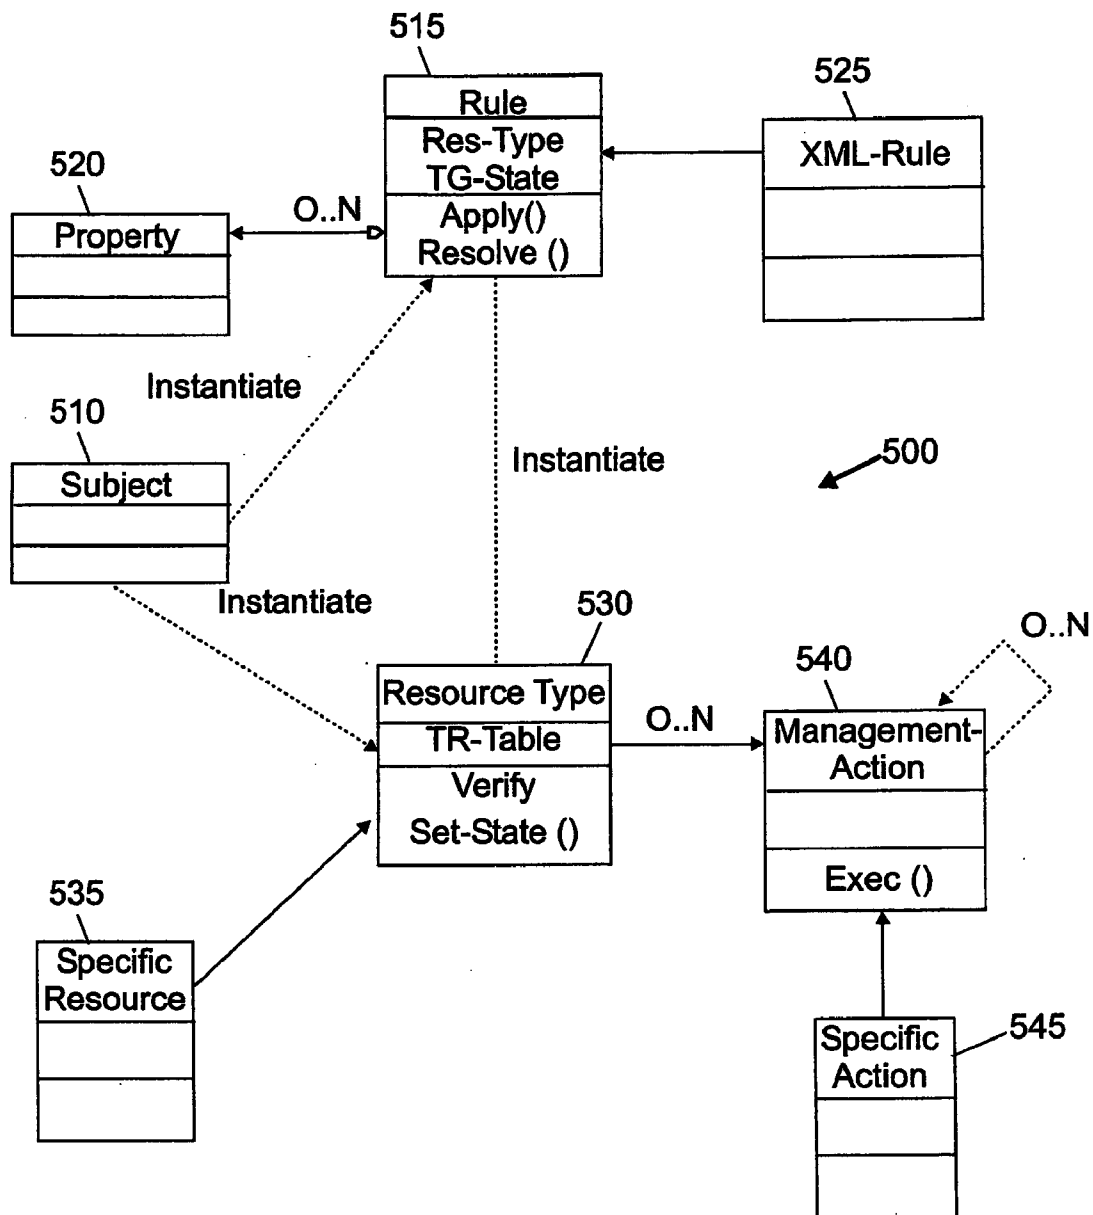 515
Rule
Res-Type
TG-State
Apply()
Resolve ()
525
XML-Rule
520
Property
O..N
Instantiate
510
Subject
Instantiate
500
Instantiate
530
Resource Type
TR-Table
Verify
Set-State ()
O..N
540
O..N
Management-
Action
Exec ()
535
Specific
Resource
545
Specific
Action